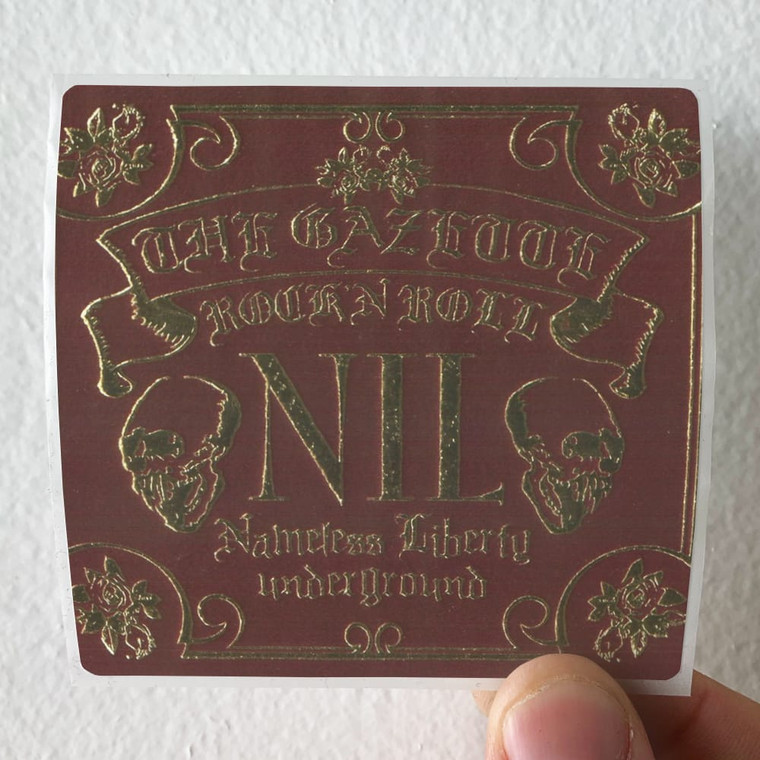 THE GAZETTE
ROCK'N ROLL
NIL
Nameless Liberty
underground